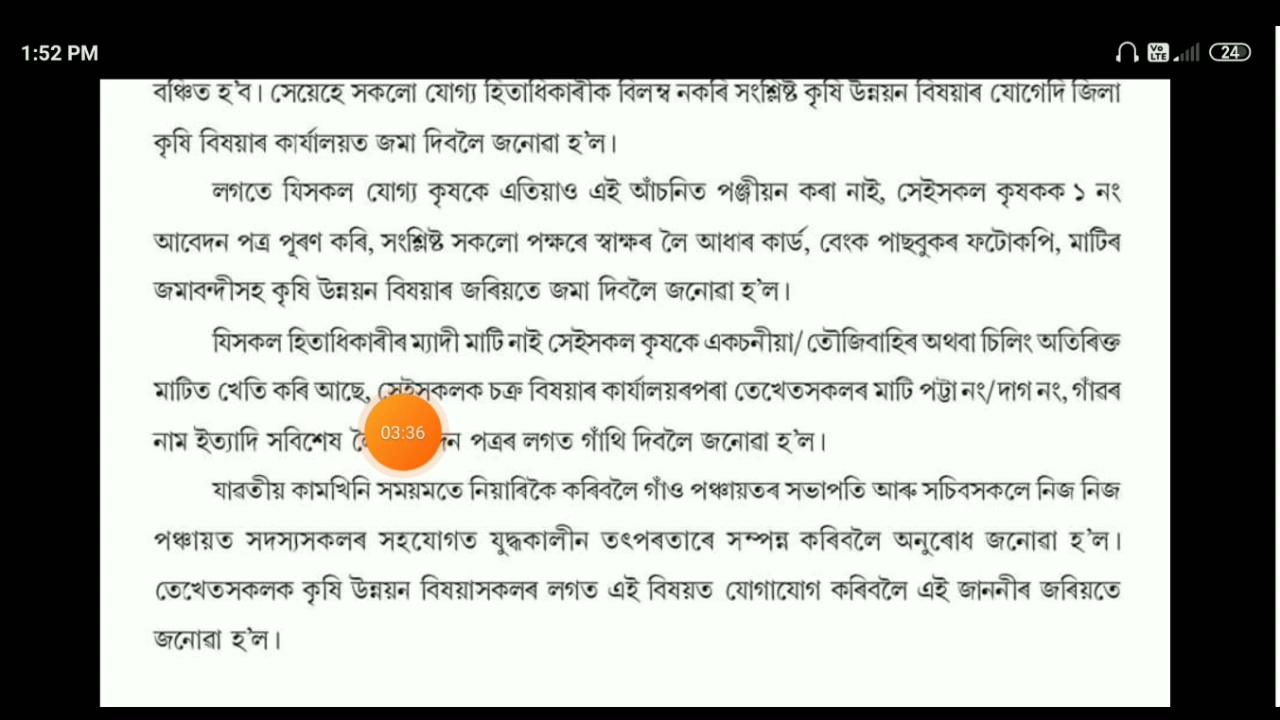 1:52 PM
Vo LTE
24
বঞ্চিত হ'ব। সেয়েহে সকলো যোগ্য হিতাধিকাৰীক বিলম্ব নকৰি সংশ্লিষ্ট কৃষি উন্নয়ন বিষয়াৰ যোগেদি জিলা
কৃষি বিষয়াৰ কাৰ্যালয়ত জমা দিবলৈ জনোৱা হ'ল।
লগতে যিসকল যোগ্য কৃষকে এতিয়াও এই আঁচনিত পঞ্জীয়ন কৰা নাই, সেইসকল কৃষকক ১ নং
আবেদন পত্ৰ পূৰণ কৰি, সংশ্লিষ্ট সকলো পক্ষৰে স্বাক্ষৰ লৈ আধাৰ কাৰ্ড, বেংক পাছবুকৰ ফটোকপি, মাটিৰ
জমাবন্দীসহ কৃষি উন্নয়ন বিষয়াৰ জৰিয়তে জমা দিবলৈ জনোৱা হ'ল।
যিসকল হিতাধিকাৰীৰ ম্যাদী মাটি নাই সেইসকল কৃষকে একচনীয়া/ তৌজিবাহিৰ অথবা চিলিং অতিৰিক্ত
মাটিত খেতি কৰি আছে, সেইসকলক চক্ৰ বিষয়াৰ কাৰ্যালয়ৰপৰা তেখেতসকলৰ মাটি পট্টা নং/দাগ নং, গাঁৱৰ
নাম ইত্যাদি সবিশেষ 03:36 পত্ৰৰ লগত গাঁথি দিবলৈ জনোৱা হ'ল।
যাৱতীয় কামখিনি সময়মতে নিয়াৰিকৈ কৰিবলৈ গাঁও পঞ্চায়তৰ সভাপতি আৰু সচিবসকলে নিজ নিজ
পঞ্চায়ত সদস্যসকলৰ সহযোগত যুদ্ধকালীন তৎপৰতাৰে সম্পন্ন কৰিবলৈ অনুৰোধ জনোৱা হ'ল।
তেখেতসকলক কৃষি উন্নয়ন বিষয়াসকলৰ লগত এই বিষয়ত যোগাযোগ কৰিবলৈ এই জাননীৰ জৰিয়তে
জনোৱা হ'ল।